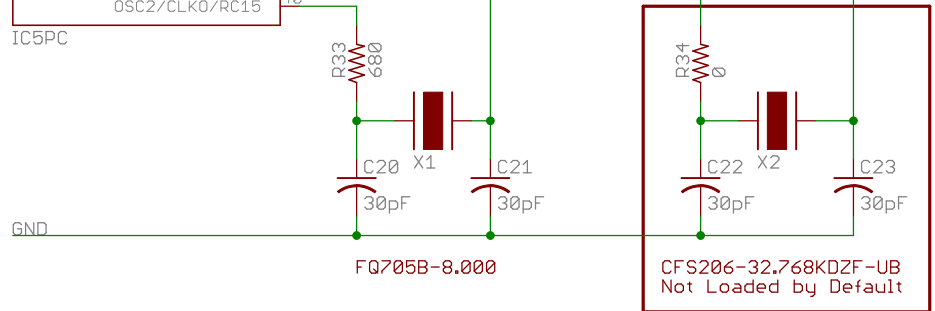 OSC2/CLKO/RC15
IC5PC
R33
680
R34
0
X1
X2
C20
C21
C22
C23
30pF
30pF
30pF
30pF
GND
FQ705B-8.000
CFS206-32.768KDZF-UB
Not Loaded by Default